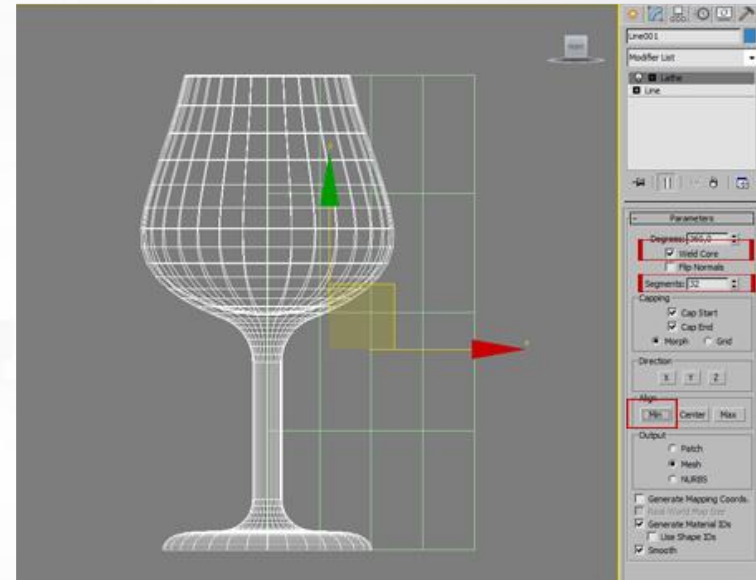 Line001
Modifier List
Lathe
Line
Parameters
Degrees: 360,0
Weld Core
Flip Normals
Segments: 32
Capping
Cap Start
Cap End
Morph Grid
Direction
X Y Z
Align
Min Center Max
Output
Patch
Mesh
NURBS
Generate Mapping Coords.
Real-World Map Size
Generate Material IDs
Use Shape IDs
Smooth